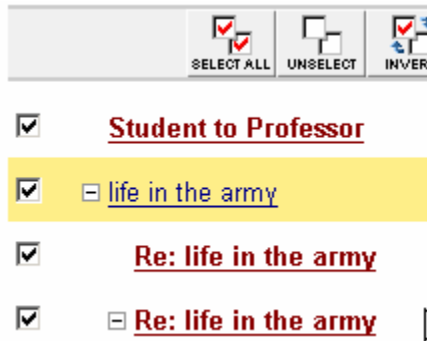 SELECT ALL UNSELECT INVER
Student to Professor
life in the army
Re: life in the army
Re: life in the army